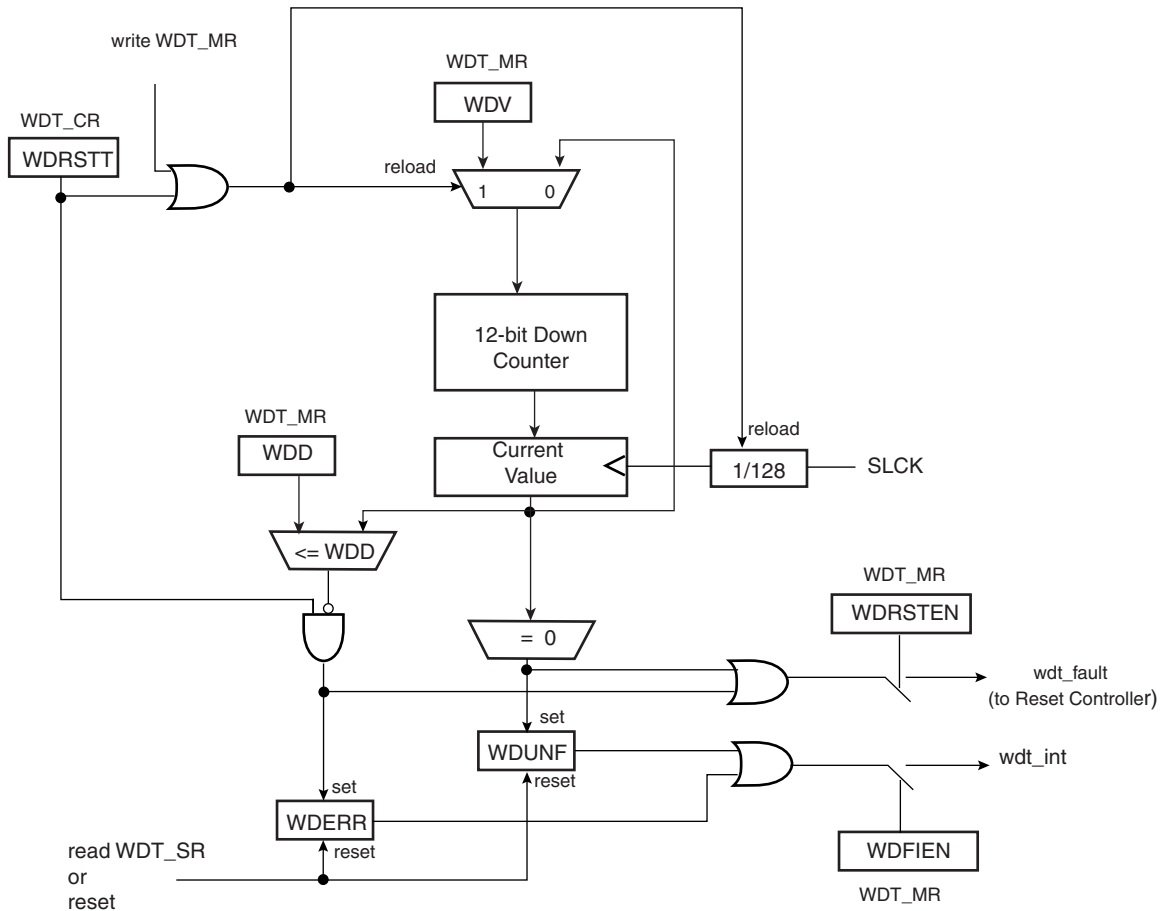 write WDT_MR
WDT_MR
WDV
WDT_CR
WDRSTT
reload
1 0
12-bit Down
Counter
WDT_MR
WDD
Current
Value
reload
1/128
SLCK
<= WDD
= 0
WDT_MR
WDRSTEN
wdt_fault
(to Reset Controller)
set
WDUNF
reset
wdt_int
set
WDERR
reset
read WDT_SR
or
reset
WDFIEN
WDT_MR